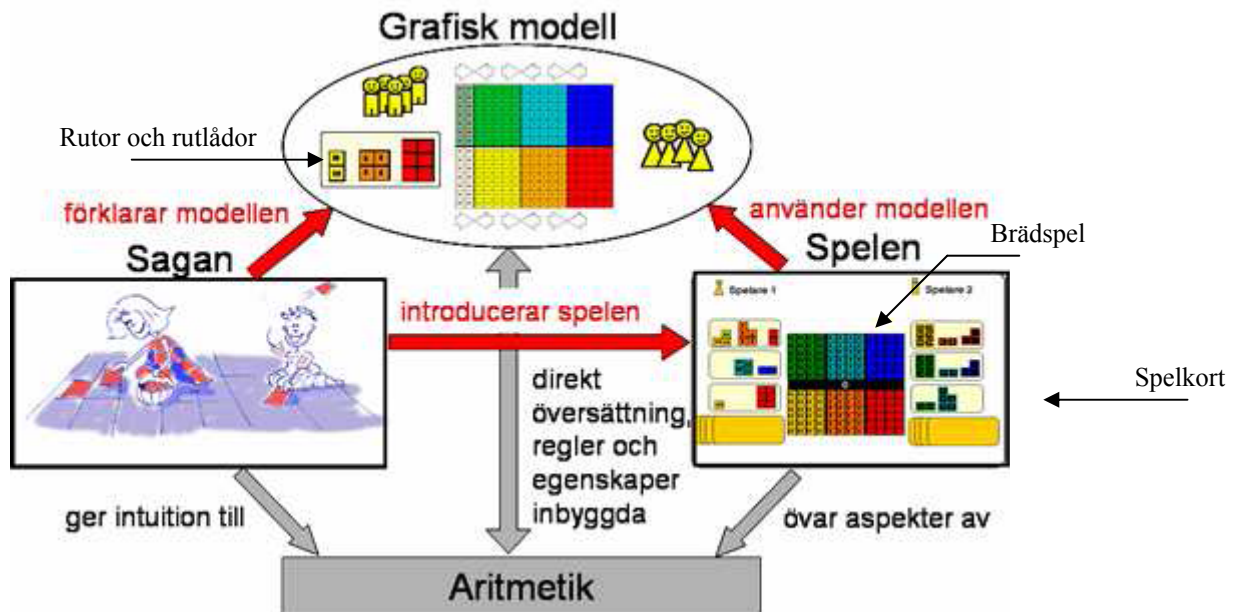 Grafisk modell
Rutor och rutlådor
förklarar modellen
använder modellen
Brädspel
Sagan
Spelen
Spelare 1
Spelare 2
introducerar spelen
Spelkort
direkt
översättning,
regler och
egenskaper
inbyggda
ger intuition till
övar aspekter av
Aritmetik